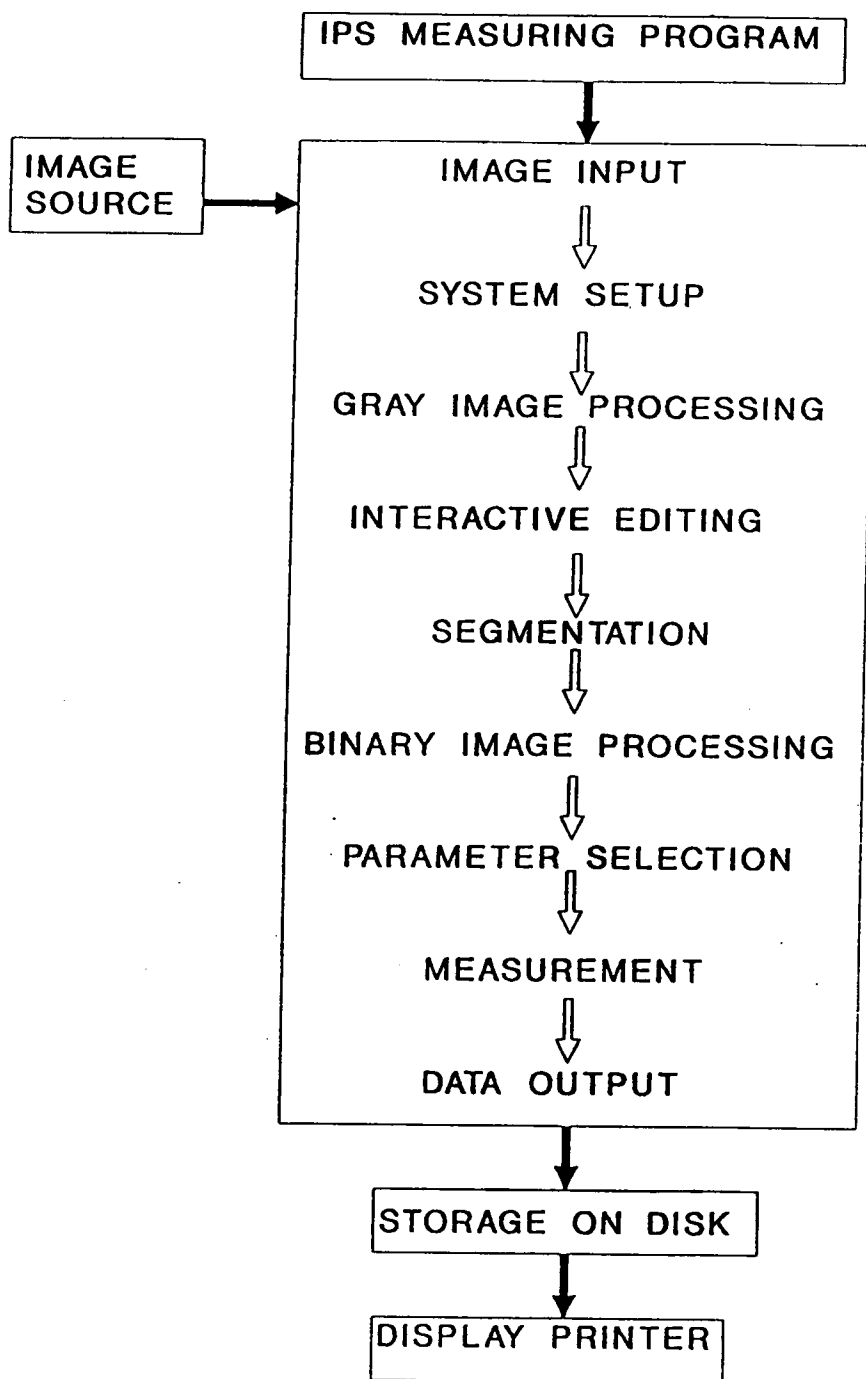 IPS MEASURING PROGRAM
IMAGE
SOURCE
IMAGE INPUT
SYSTEM SETUP
GRAY IMAGE PROCESSING
INTERACTIVE EDITING
SEGMENTATION
BINARY IMAGE PROCESSING
PARAMETER SELECTION
MEASUREMENT
DATA OUTPUT
STORAGE ON DISK
DISPLAY PRINTER